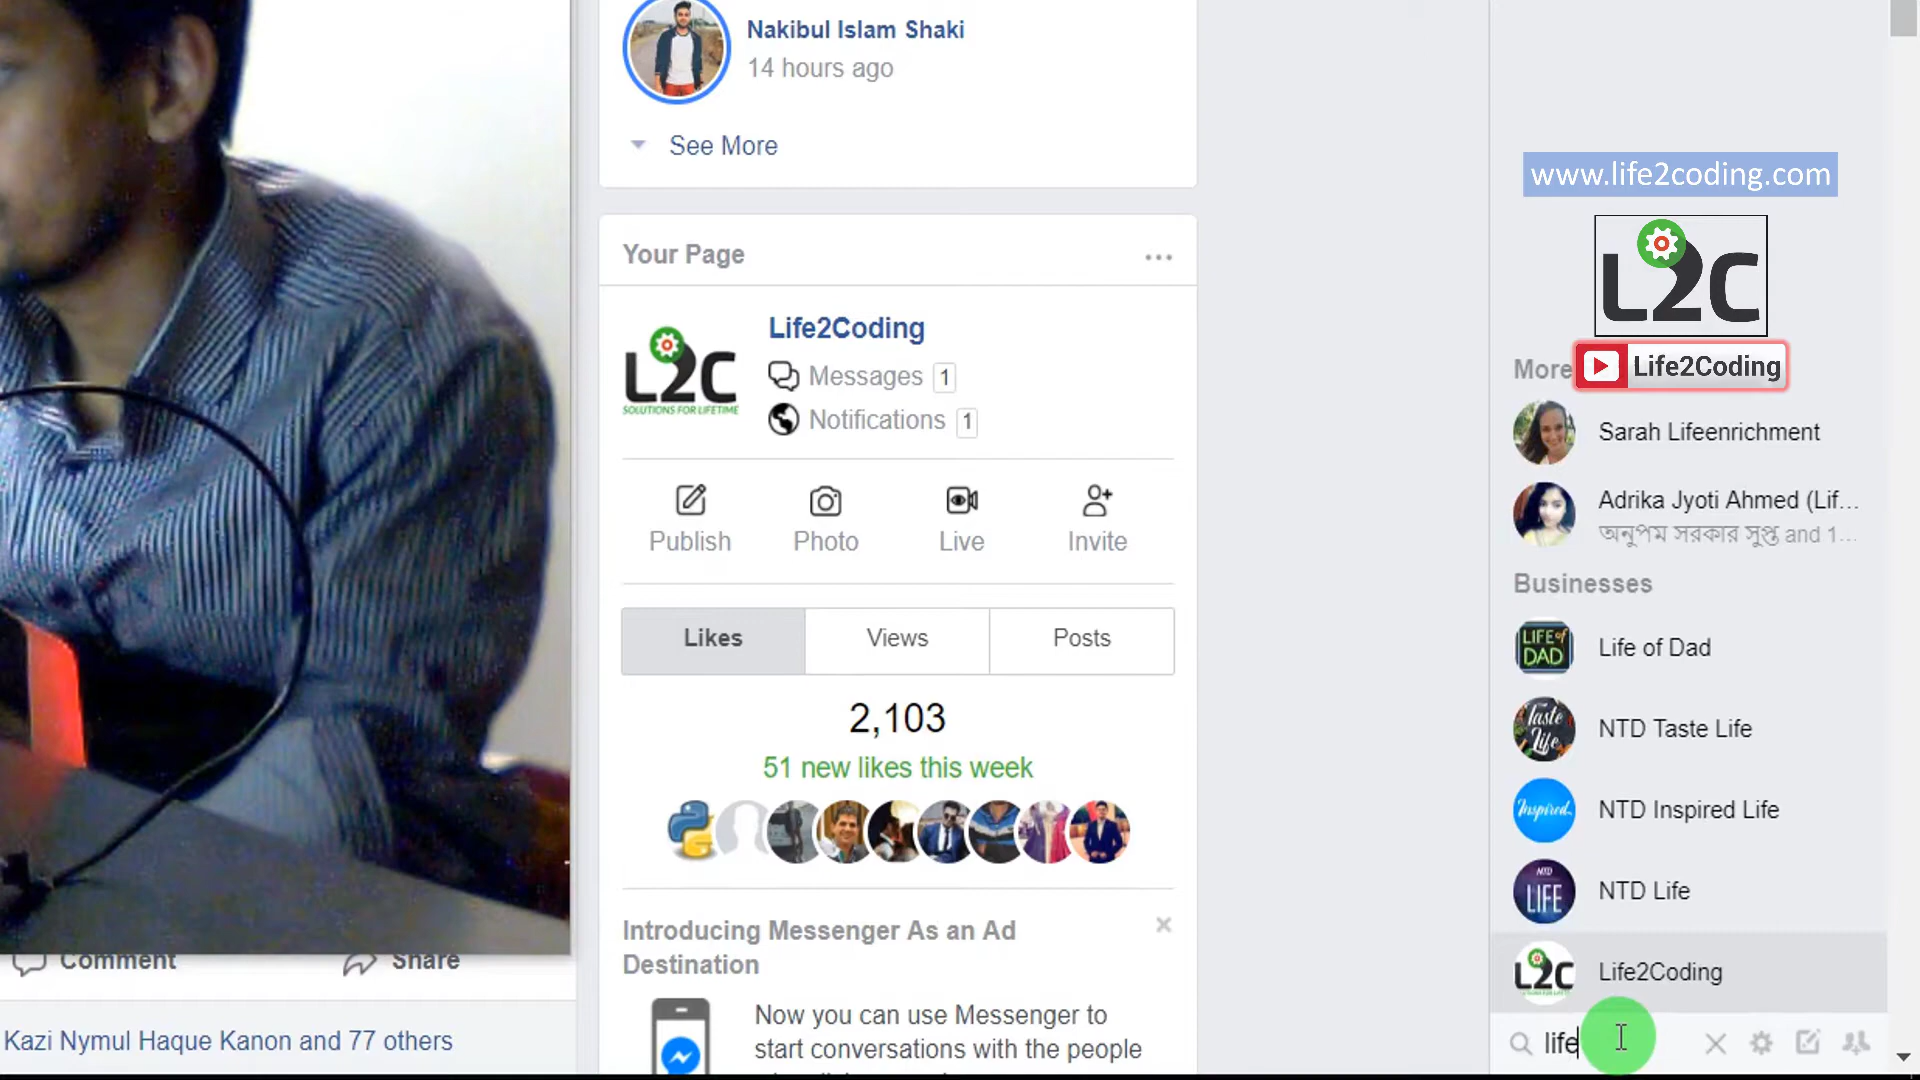 Nakibul Islam Shaki
14 hours ago
See More
Your Page
Life2Coding
Messages 1
Notifications 1
L2C
SOLUTIONS FOR LIFETIME
Publish
Photo
Live
Invite
Likes
Views
Posts
2,103
51 new likes this week
Introducing Messenger As an Ad
Destination
Now you can use Messenger to
start conversations with the people
Comment
Share
Kazi Nymul Haque Kanon and 77 others
www.life2coding.com
L2C
Life2Coding
More
Sarah Lifeenrichment
Adrika Jyoti Ahmed (Lif...
অনুপম সরকার সুপ্ত and 1...
Businesses
LIFE of
DAD
Life of Dad
Taste
Life
NTD Taste Life
Inspired
NTD Inspired Life
NTD
LIFE
NTD Life
L2C
Life2Coding
life